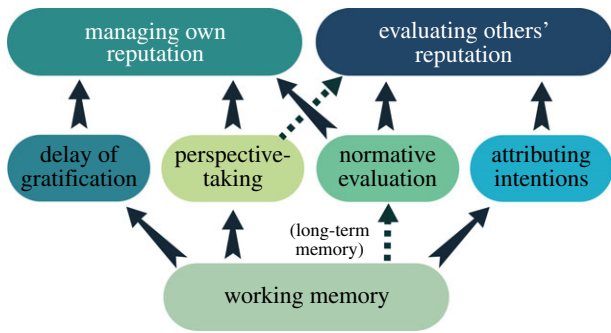 managing own
reputation
evaluating others’
reputation
delay of
gratification
perspective-
taking
normative
evaluation
attributing
intentions
(long-term
memory)
working memory